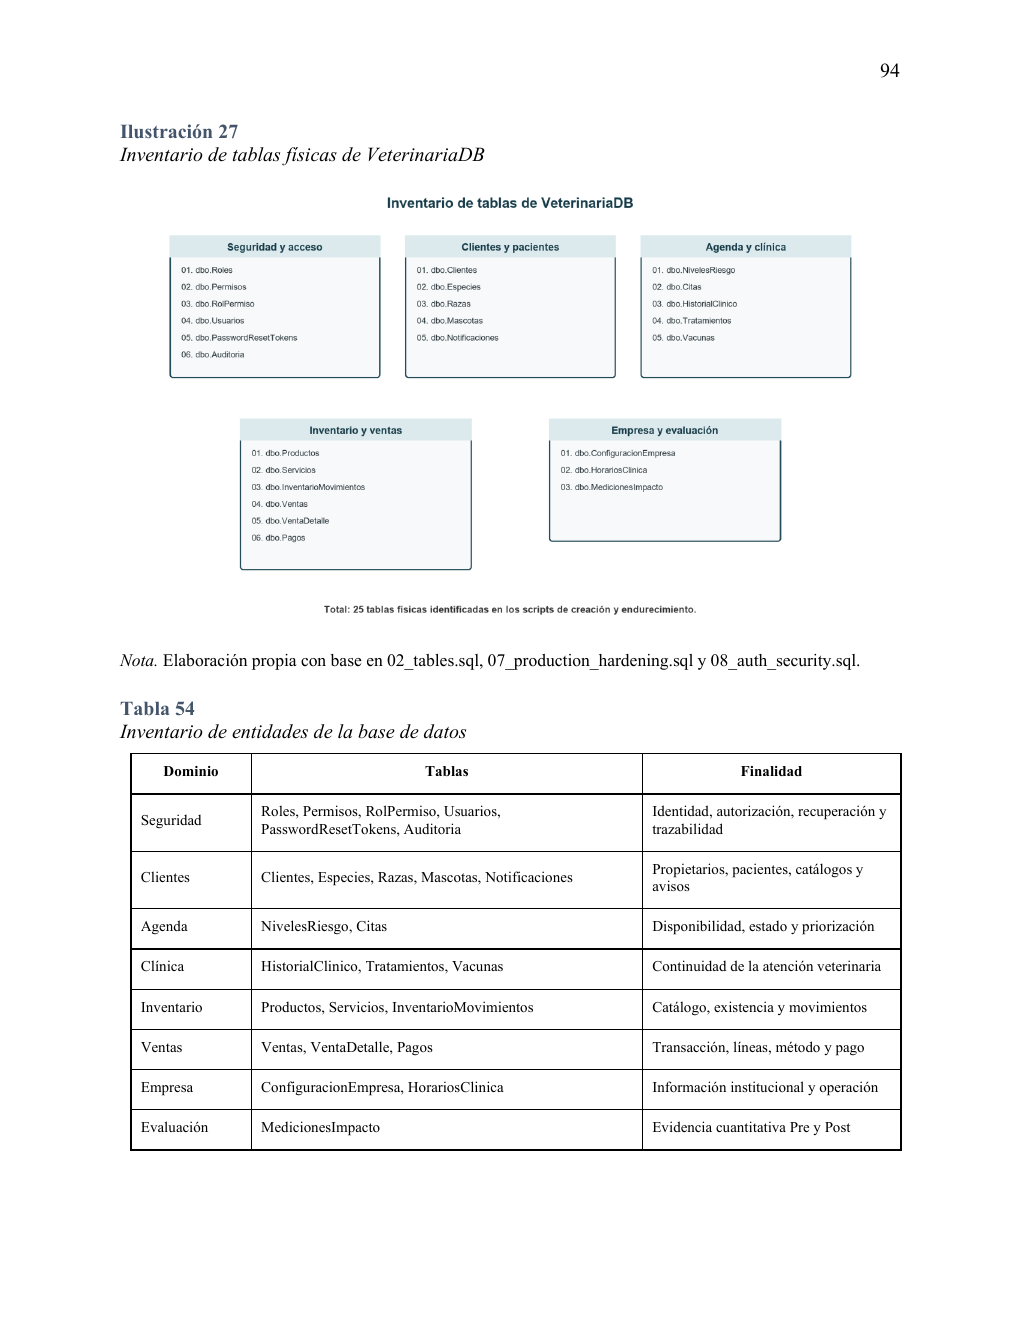 94
Ilustración 27
Inventario de tablas físicas de VeterinariaDB
Inventario de tablas de VeterinariaDB
Seguridad y acceso
01. dbo.Roles
02. dbo.Permisos
03. dbo.RolPermiso
04. dbo.Usuarios
05. dbo.PasswordResetTokens
06. dbo.Auditoria
Clientes y pacientes
01. dbo.Clientes
02. dbo.Especies
03. dbo.Razas
04. dbo.Mascotas
05. dbo.Notificaciones
Agenda y clínica
01. dbo.NivelesRiesgo
02. dbo.Citas
03. dbo.HistorialClinico
04. dbo.Tratamientos
05. dbo.Vacunas
Inventario y ventas
01. dbo.Productos
02. dbo.Servicios
03. dbo.InventarioMovimientos
04. dbo.Ventas
05. dbo.VentaDetalle
06. dbo.Pagos
Empresa y evaluación
01. dbo.ConfiguracionEmpresa
02. dbo.HorariosClinica
03. dbo.MedicionesImpacto
Total: 25 tablas físicas identificadas en los scripts de creación y endurecimiento.
Nota. Elaboración propia con base en 02_tables.sql, 07_production_hardening.sql y 08_auth_security.sql.
Tabla 54
Inventario de entidades de la base de datos
Dominio Tablas Finalidad
Seguridad
Roles, Permisos, RolPermiso, Usuarios,
PasswordResetTokens, Auditoria
Identidad, autorización, recuperación y
trazabilidad
Clientes
Clientes, Especies, Razas, Mascotas, Notificaciones
Propietarios, pacientes, catálogos y
avisos
Agenda NivelesRiesgo, Citas Disponibilidad, estado y priorización
Clínica HistorialClinico, Tratamientos, Vacunas Continuidad de la atención veterinaria
Inventario Productos, Servicios, InventarioMovimientos Catálogo, existencia y movimientos
Ventas Ventas, VentaDetalle, Pagos Transacción, líneas, método y pago
Empresa ConfiguracionEmpresa, HorariosClinica Información institucional y operación
Evaluación MedicionesImpacto Evidencia cuantitativa Pre y Post